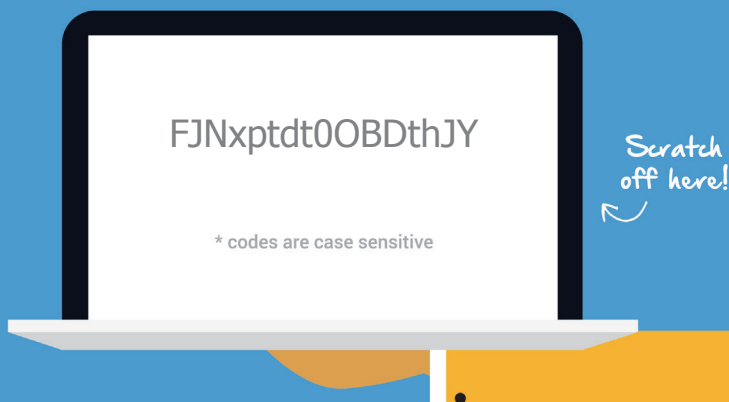 FJNxptdt0OBDthJY
Scratch
off here!
* codes are case sensitive